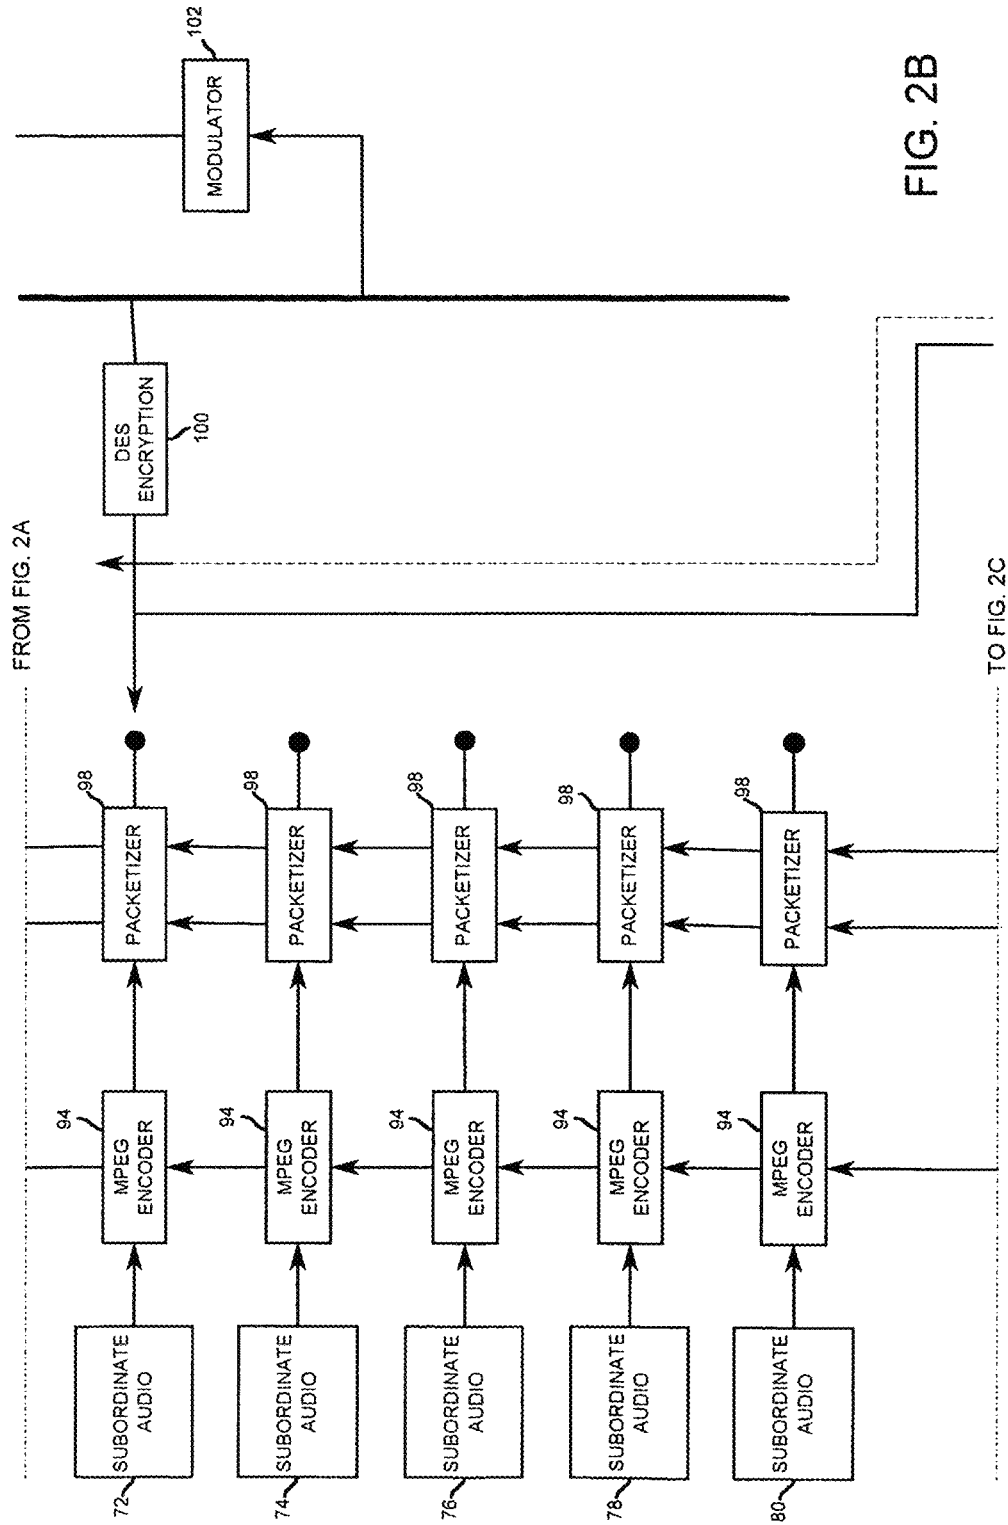 FROM FIG. 2A
72
SUBORDINATE
AUDIO
94
MPEG
ENCODER
98
PACKETIZER
DES
ENCRYPTION
100
MODULATOR
102
74
SUBORDINATE
AUDIO
94
MPEG
ENCODER
98
PACKETIZER
76
SUBORDINATE
AUDIO
94
MPEG
ENCODER
98
PACKETIZER
78
SUBORDINATE
AUDIO
94
MPEG
ENCODER
98
PACKETIZER
80
SUBORDINATE
AUDIO
94
MPEG
ENCODER
98
PACKETIZER
TO FIG. 2C
FIG. 2B